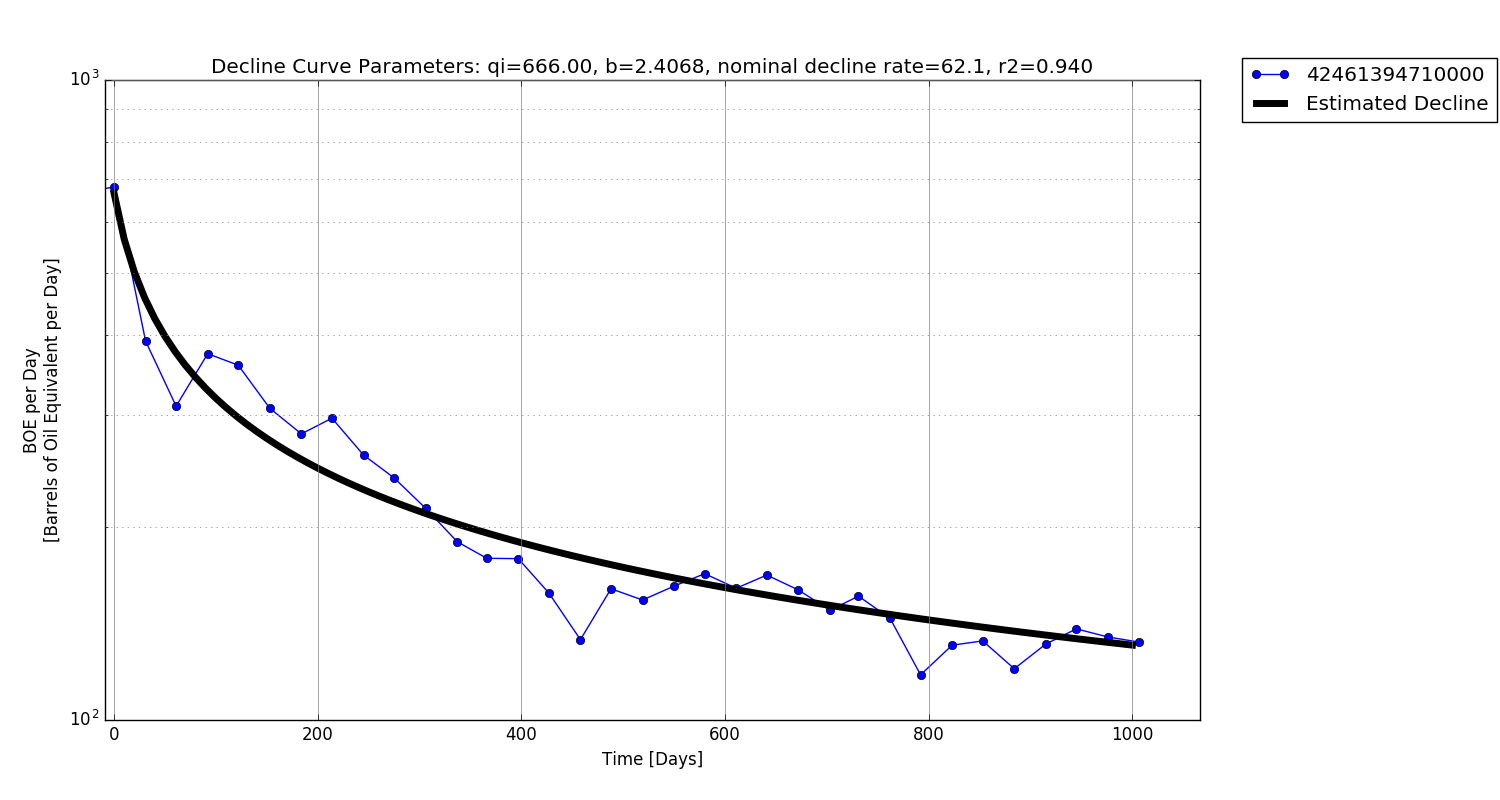 Decline Curve Parameters: qi=666.00, b=2.4068, nominal decline rate=62.1, r2=0.940
42461394710000
Estimated Decline
10^3
10^2
BOE per Day
[Barrels of Oil Equivalent per Day]
0 200 400 600 800 1000
Time [Days]